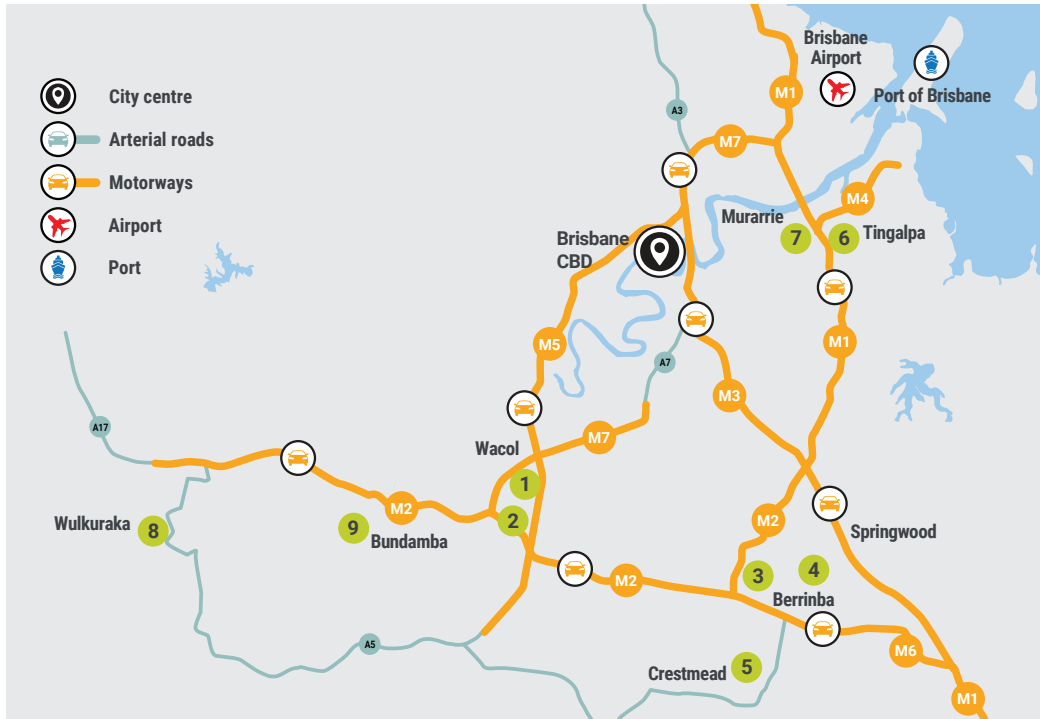 City centre
Arterial roads
Motorways
Airport
Port
Brisbane
Airport
Port of Brisbane
M1
A3
M7
M4
Murarrie
7
6
Tingalpa
Brisbane
CBD
M5
M1
A7
M3
A17
M7
Wacol
1
M2
2
M2
Wulkuraka
8
9
Bundamba
Springwood
M2
3
4
Berrinba
A5
M6
Crestmead
5
M1